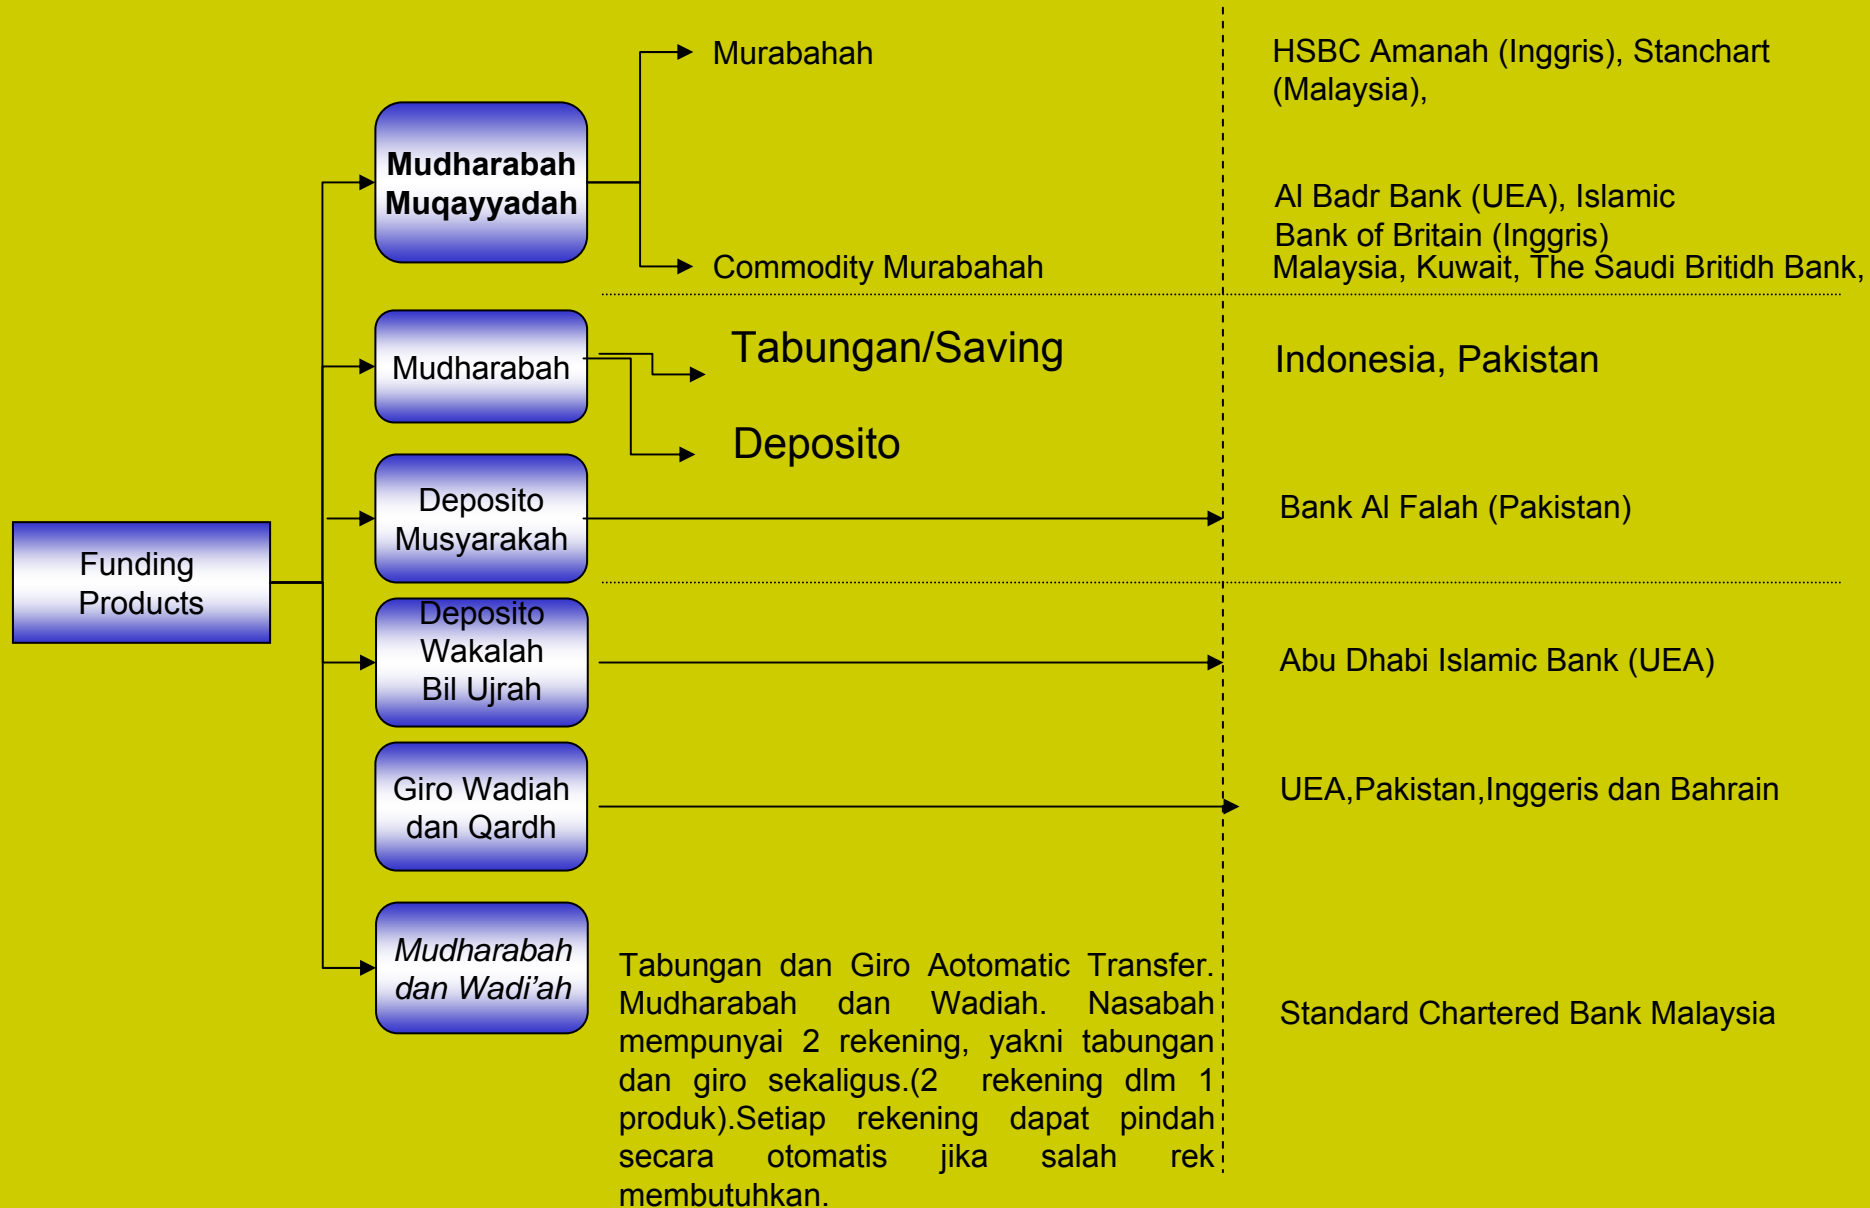 Murabahah
HSBC Amanah (Inggris), Stanchart
(Malaysia),
Mudharabah
Muqayyadah
Al Badr Bank (UEA), Islamic
Bank of Britain (Inggris)
Commodity Murabahah
Malaysia, Kuwait, The Saudi Britidh Bank,
Mudharabah
Tabungan/Saving
Indonesia, Pakistan
Deposito
Deposito
Musyarakah
Bank Al Falah (Pakistan)
Funding
Products
Deposito
Wakalah
Bil Ujrah
Abu Dhabi Islamic Bank (UEA)
Giro Wadiah
dan Qardh
UEA,Pakistan,Inggeris dan Bahrain
Mudharabah
dan Wadi’ah
Tabungan dan Giro Aotomatic Transfer.
Mudharabah dan Wadiah. Nasabah
mempunyai 2 rekening, yakni tabungan
dan giro sekaligus.(2 rekening dlm 1
produk).Setiap rekening dapat pindah
secara otomatis jika salah rek
membutuhkan.
Standard Chartered Bank Malaysia